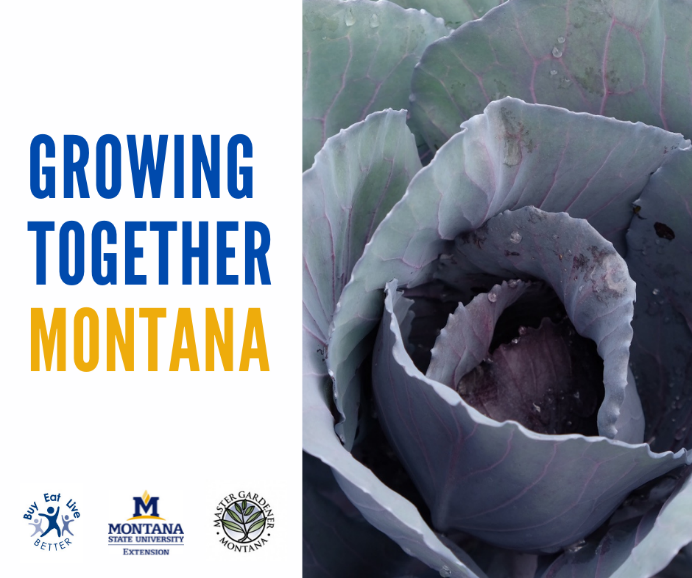 GROWING
TOGETHER
MONTANA
Buy Eat Live
BETTER
M
MONTANA
STATE UNIVERSITY
EXTENSION
MASTER GARDENER
• MONTANA •